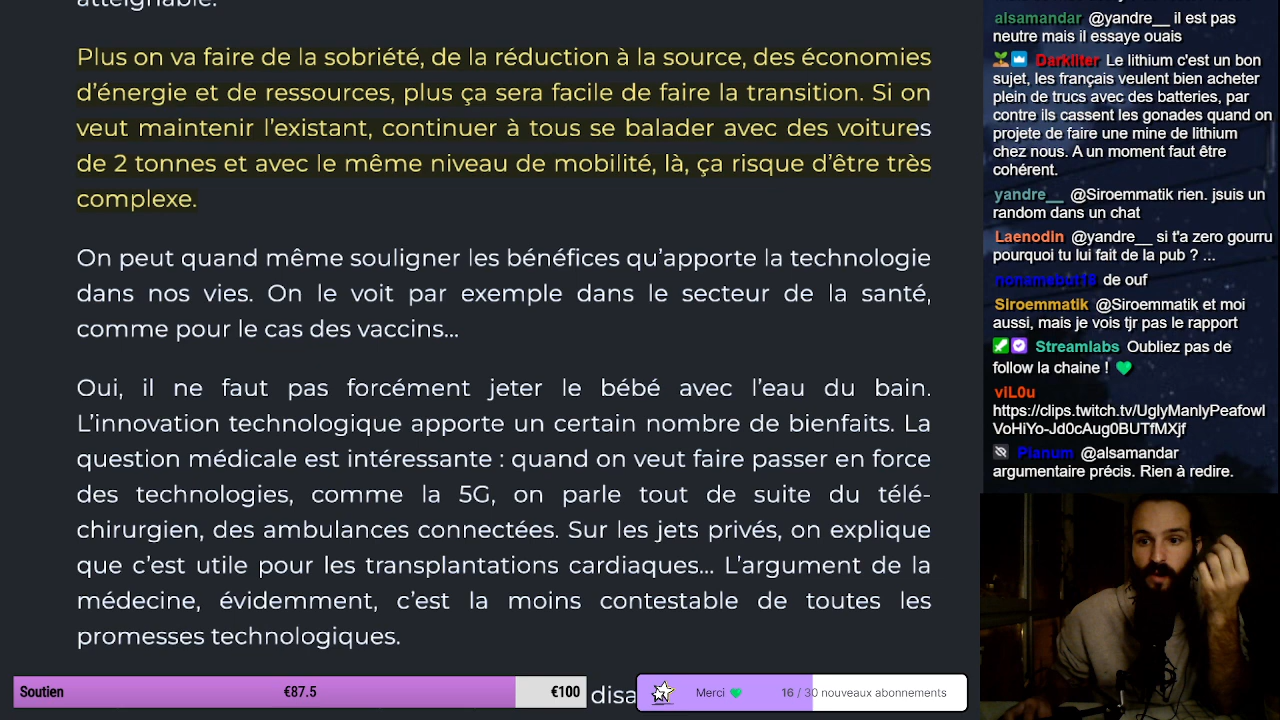 atteignable.
Plus on va faire de la sobriété, de la réduction à la source, des économies
d'énergie et de ressources, plus ça sera facile de faire la transition. Si on
veut maintenir l'existant, continuer à tous se balader avec des voitures
de 2 tonnes et avec le même niveau de mobilité, là, ça risque d'être très
complexe.
On peut quand même souligner les bénéfices qu'apporte la technologie
dans nos vies. On le voit par exemple dans le secteur de la santé,
comme pour le cas des vaccins...
Oui, il ne faut pas forcément jeter le bébé avec l'eau du bain.
L'innovation technologique apporte un certain nombre de bienfaits. La
question médicale est intéressante : quand on veut faire passer en force
des technologies, comme la 5G, on parle tout de suite du télé-
chirurgien, des ambulances connectées. Sur les jets privés, on explique
que c'est utile pour les transplantations cardiaques... L'argument de la
médecine, évidemment, c'est la moins contestable de toutes les
promesses technologiques.
Soutien €87.5 €100
disa
Merci 16 / 30 nouveaux abonnements
alsamandar @yandre__ il est pas
neutre mais il essaye ouais
Darkliter Le lithium c'est un bon
sujet, les français veulent bien acheter
plein de trucs avec des batteries, par
contre ils cassent les gonades quand on
projete de faire une mine de lithium
chez nous. A un moment faut être
cohérent.
yandre__ @Siroemmatik rien. jsuis un
random dans un chat
Laenodin @yandre__ si t'a zero gourru
pourquoi tu lui fait de la pub ? ...
de ouf
Siroemmatik @Siroemmatik et moi
aussi, mais je vois tjr pas le rapport
Streamlabs Oubliez pas de
follow la chaine !
viL0u
https://clips.twitch.tv/UglyManlyPeafowl
VoHiYo-Jd0cAug0BUTfMXjf
Planum @alsamandar
argumentaire précis. Rien à redire.